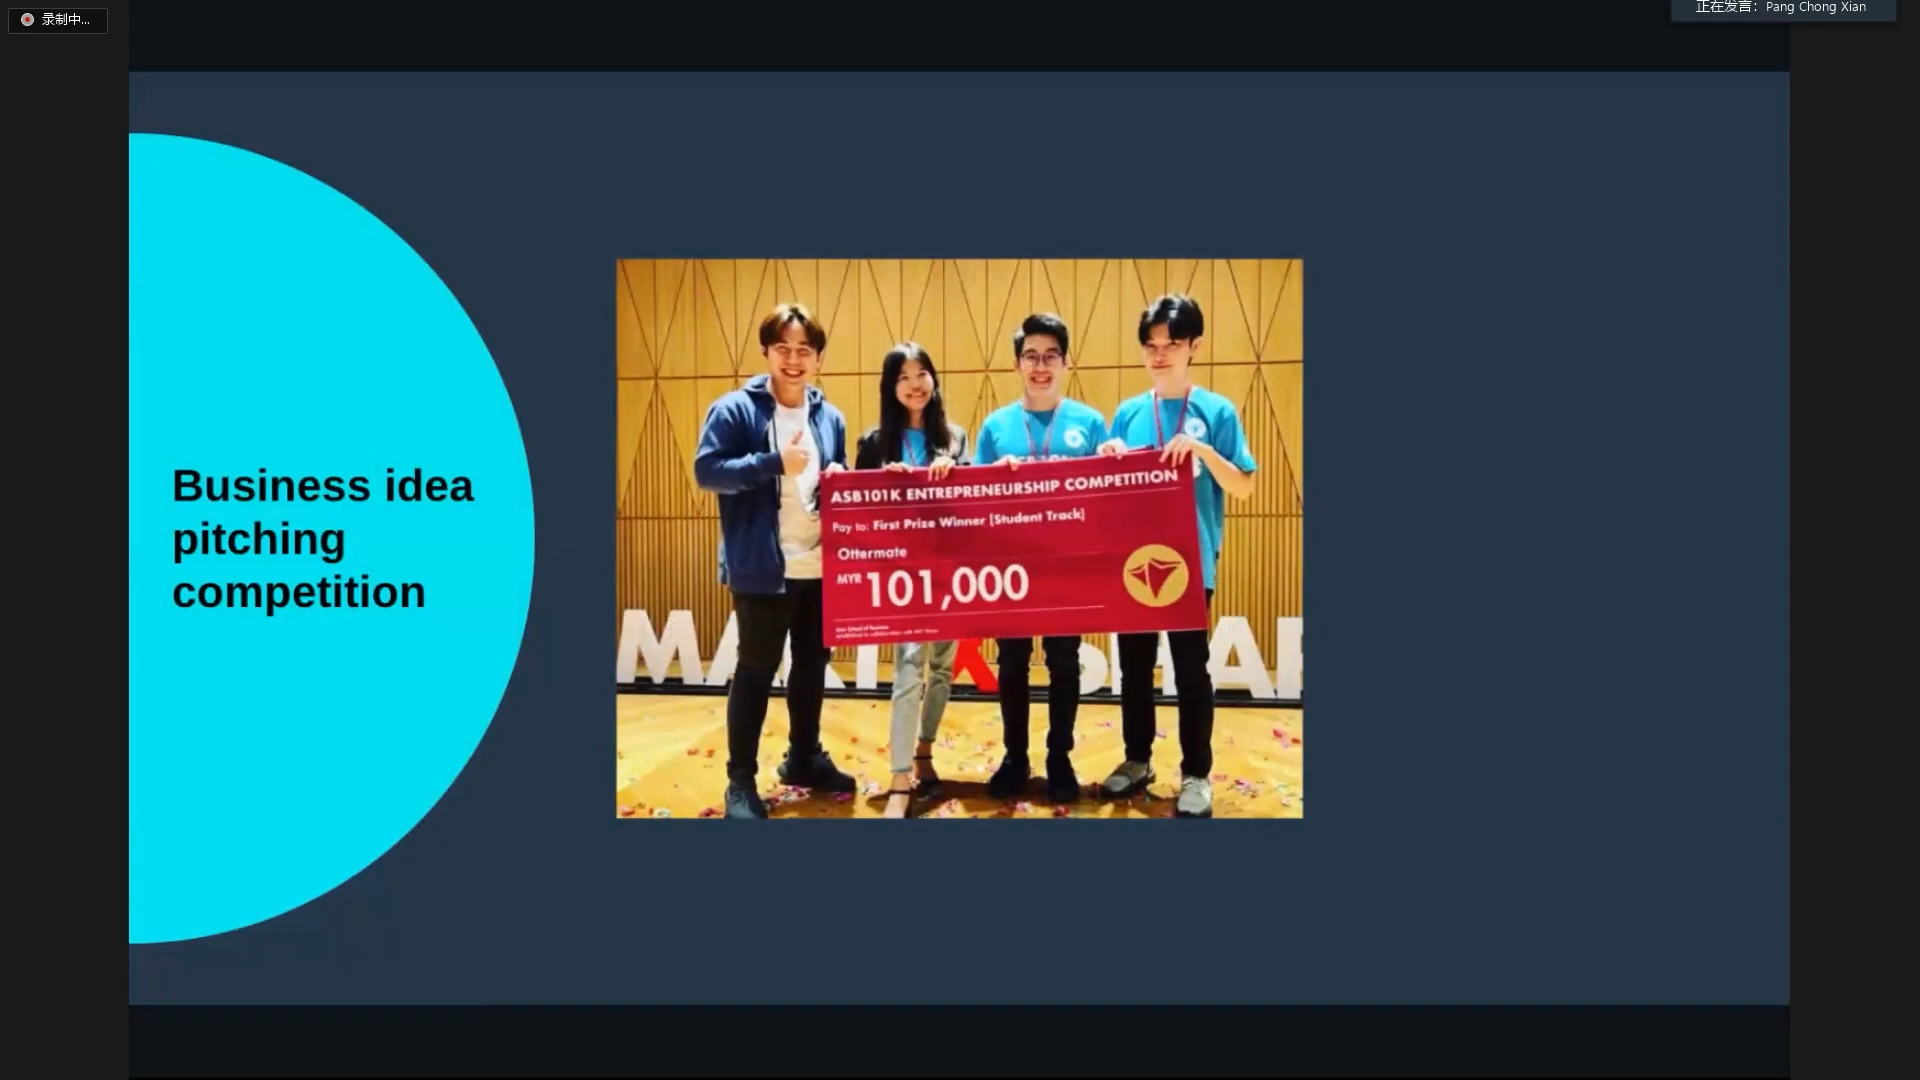 录制中...
正在发言: Pang Chong Xian
Business idea
pitching
competition
ASB101K ENTREPRENEURSHIP COMPETITION
Pay to: First Prize Winner [Student Track]
Ottermate
MYR 101,000